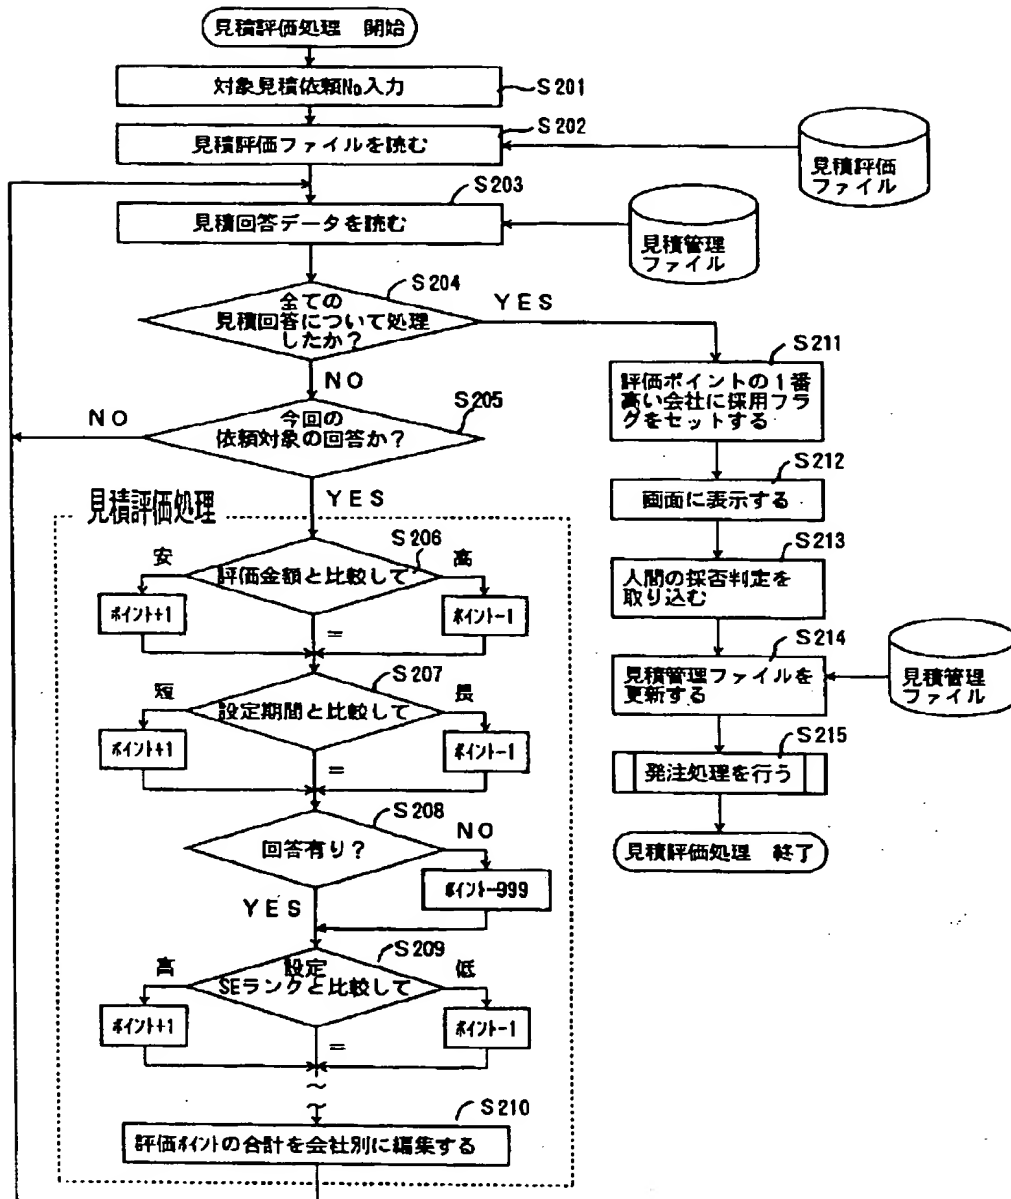 見積評価処理 開始
対象見積依頼No入力
S201
見積評価ファイルを読む
S202
見積評価
ファイル
見積回答データを読む
S203
見積管理
ファイル
全ての
見積回答について処理
したか?
S204
YES
NO
今回の
依頼対象の回答か?
S205
NO
YES
見積評価処理
評価金額と比較して
S206
安
高
ポイント+1
ポイント-1
=
設定期間と比較して
S207
短
長
ポイント+1
ポイント-1
=
回答有り?
S208
NO
ポイント-999
YES
設定
SEランクと比較して
S209
高
低
ポイント+1
ポイント-1
=
評価ポイントの合計を会社別に編集する
S210
S211
評価ポイントの1番
高い会社に採用フラ
グをセットする
S212
画面に表示する
S213
人間の採否判定を
取り込む
S214
見積管理ファイルを
更新する
見積管理
ファイル
S215
発注処理を行う
見積評価処理 終了